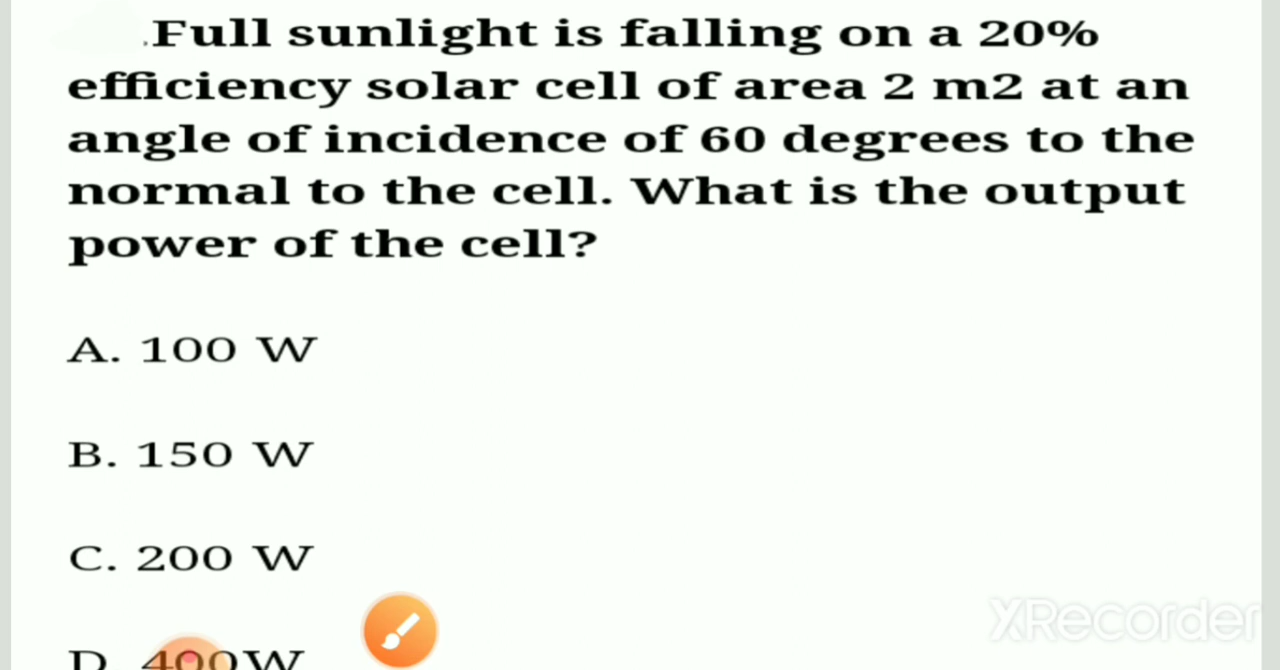 .Full sunlight is falling on a 20%
efficiency solar cell of area 2 m2 at an
angle of incidence of 60 degrees to the
normal to the cell. What is the output
power of the cell?
A. 100 W
B. 150 W
C. 200 W
D. 400W
XRecorder